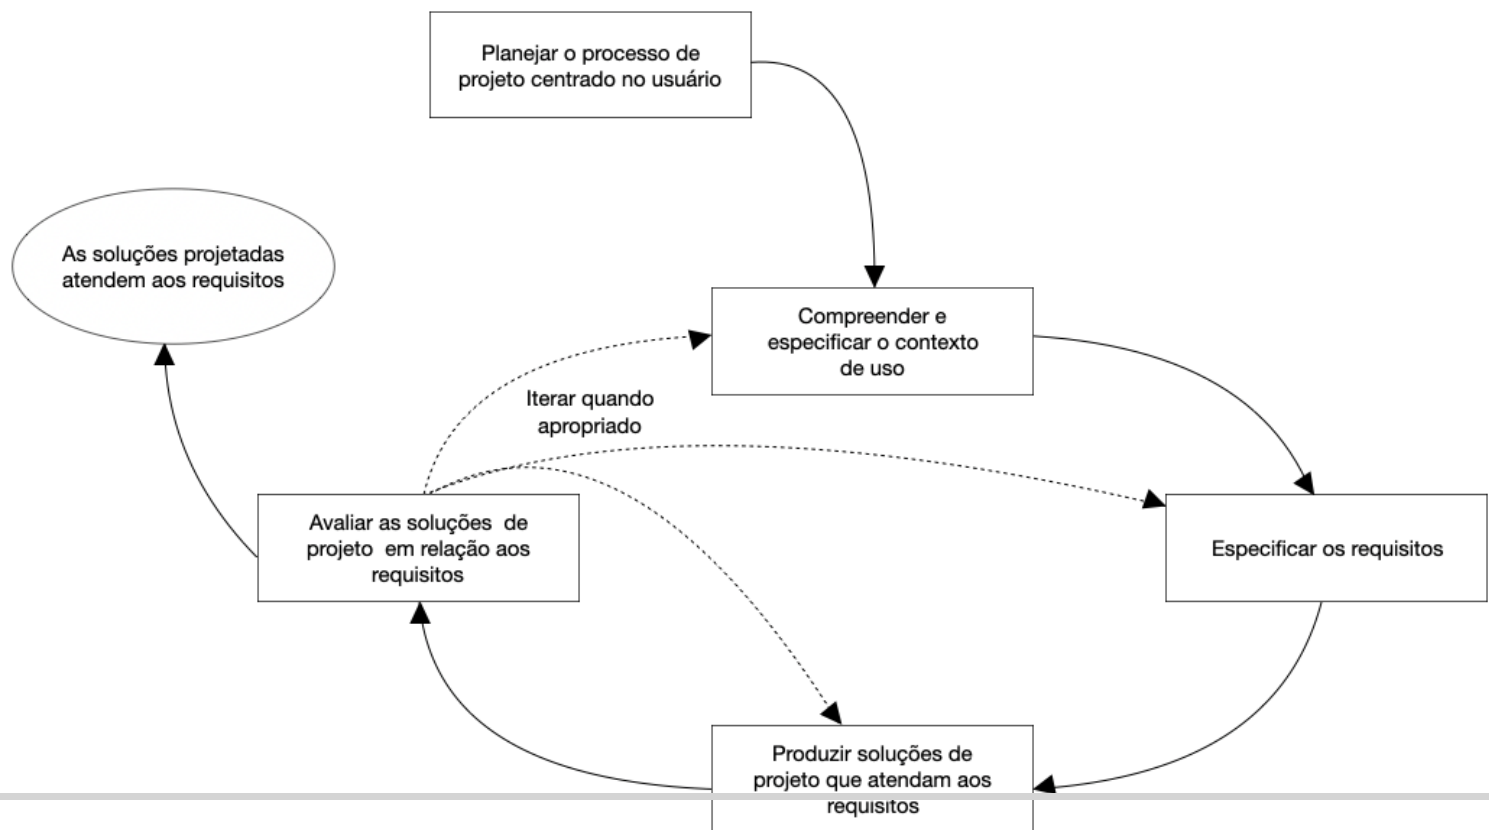 Planejar o processo de
projeto centrado no usuário
As soluções projetadas
atendem aos requisitos
Compreender e
especificar o contexto
de uso
Iterar quando
apropriado
Avaliar as soluções de
projeto em relação aos
requisitos
Especificar os requisitos
Produzir soluções de
projeto que atendam aos
requisitos